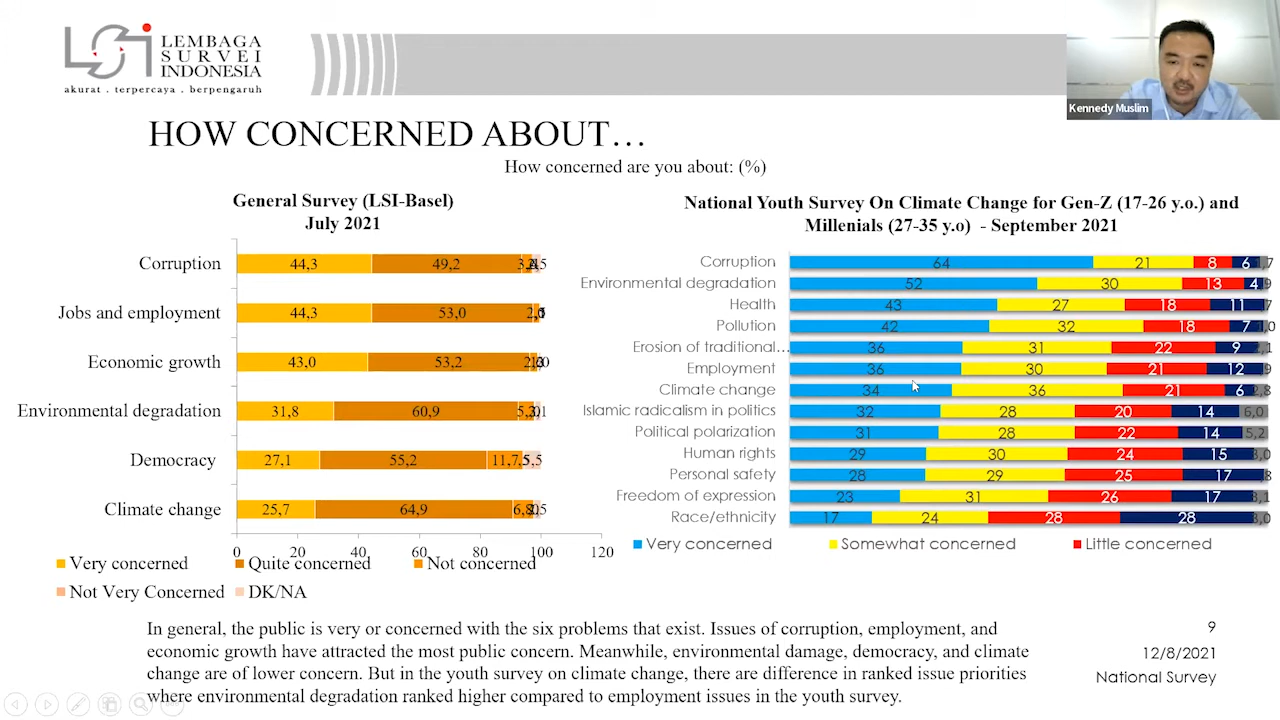 LSI
LEMBAGA
SURVEI
INDONESIA
akurat . terpercaya . berpengaruh
Kennedy Muslim
HOW CONCERNED ABOUT…
How concerned are you about: (%)
General Survey (LSI-Basel)
July 2021
Corruption 44,3 49,2
Jobs and employment 44,3 53,0
Economic growth 43,0 53,2
Environmental degradation 31,8 60,9
Democracy 27,1 55,2
Climate change 25,7 64,9
0 20 40 60 80 100 120
Very concerned Quite concerned Not concerned
Not Very Concerned DK/NA
National Youth Survey On Climate Change for Gen-Z (17-26 y.o.) and
Millenials (27-35 y.o) - September 2021
Corruption 64 21 8 6
Environmental degradation 52 30 13 4
Health 43 27 18 11
Pollution 42 32 18 7
Erosion of traditional… 36 31 22 9
Employment 36 30 21 12
Climate change 34 36 21 6
Islamic radicalism in politics 32 28 20 14 6,0
Political polarization 31 28 22 14 5,2
Human rights 29 30 24 15
Personal safety 28 29 25 17
Freedom of expression 23 31 26 17
Race/ethnicity 17 24 28 28
Very concerned Somewhat concerned Little concerned
In general, the public is very or concerned with the six problems that exist. Issues of corruption, employment, and
economic growth have attracted the most public concern. Meanwhile, environmental damage, democracy, and climate
change are of lower concern. But in the youth survey on climate change, there are difference in ranked issue priorities
where environmental degradation ranked higher compared to employment issues in the youth survey.
9
12/8/2021
National Survey